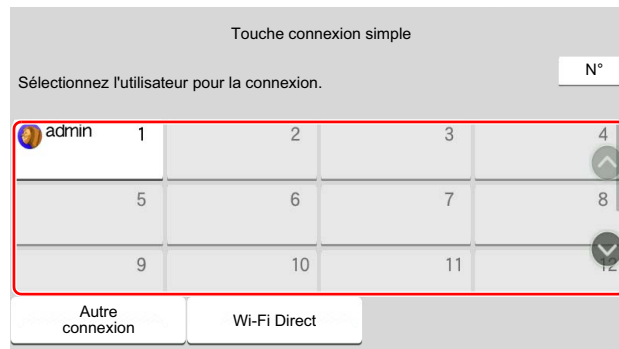 Touche connexion simple
N°
Sélectionnez l'utilisateur pour la connexion.
admin 1 2 3 4
5 6 7 8
9 10 11 12
Autre
connexion
Wi-Fi Direct